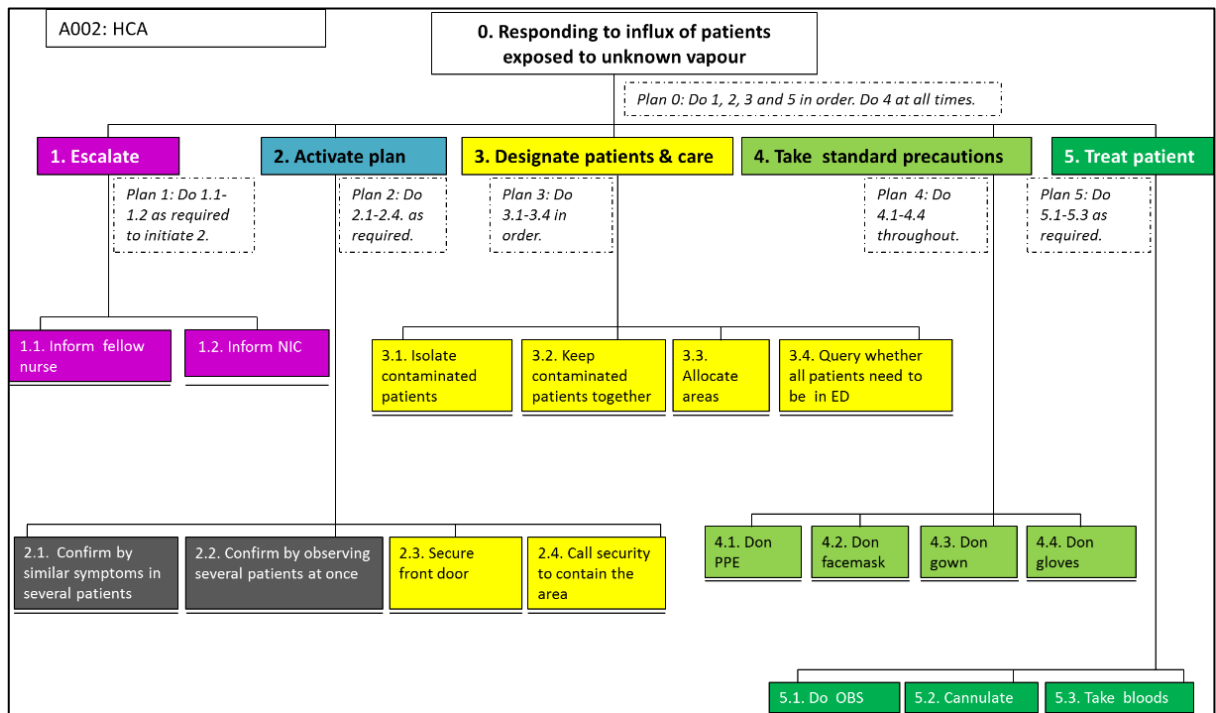 A002: HCA
0. Responding to influx of patients
exposed to unknown vapour
Plan 0: Do 1, 2, 3 and 5 in order. Do 4 at all times.
1. Escalate
2. Activate plan
3. Designate patients & care
4. Take standard precautions
5. Treat patient
Plan 1: Do 1.1-
1.2 as required
to initiate 2.
Plan 2: Do
2.1-2.4. as
required.
Plan 3: Do
3.1-3.4 in
order.
Plan 4: Do
4.1-4.4
throughout.
Plan 5: Do
5.1-5.3 as
required.
1.1. Inform fellow
nurse
1.2. Inform NIC
3.1. Isolate
contaminated
patients
3.2. Keep
contaminated
patients together
3.3.
Allocate
areas
3.4. Query whether
all patients need to
be in ED
2.1. Confirm by
similar symptoms in
several patients
2.2. Confirm by observing
several patients at once
2.3. Secure
front door
2.4. Call security
to contain the
area
4.1. Don
PPE
4.2. Don
facemask
4.3. Don
gown
4.4. Don
gloves
5.1. Do OBS
5.2. Cannulate
5.3. Take bloods